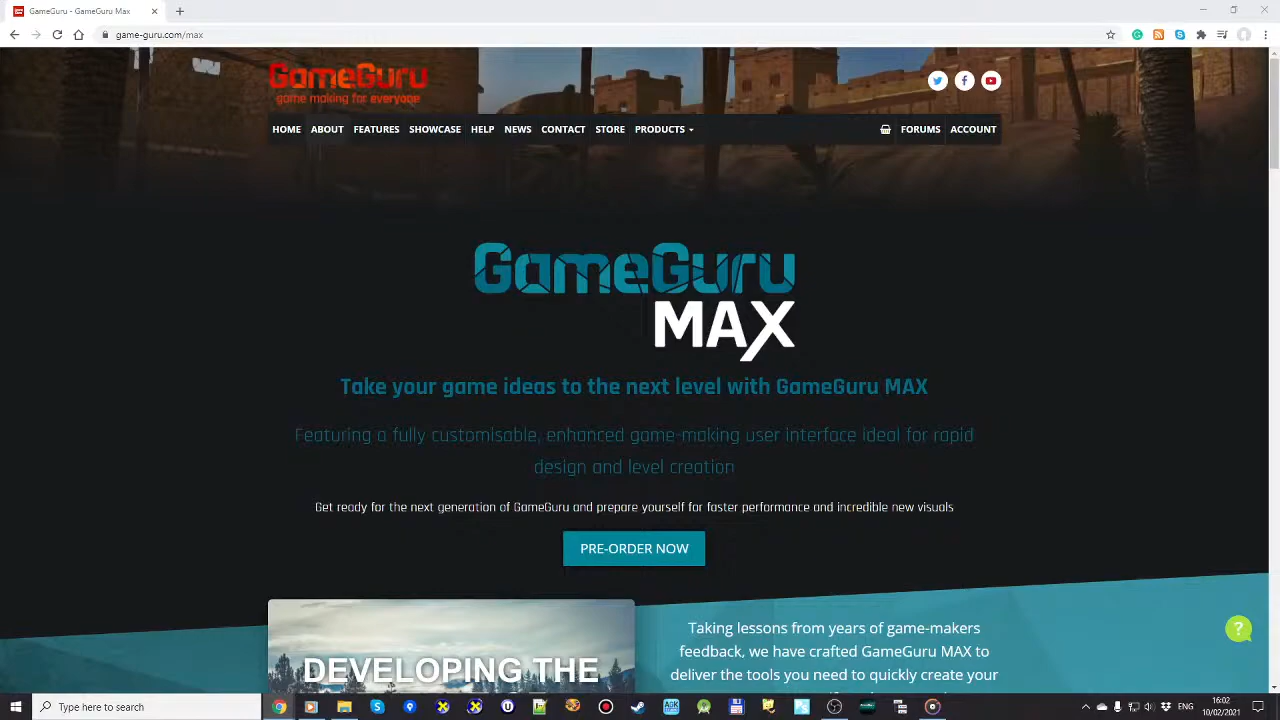 GameGuru - GameGuru Max
game-guru.com/max
GameGuru
game making for everyone
HOME ABOUT FEATURES SHOWCASE HELP NEWS CONTACT STORE PRODUCTS FORUMS ACCOUNT
GameGuru
MAX
Take your game ideas to the next level with GameGuru MAX
Featuring a fully customisable, enhanced game-making user interface ideal for rapid
design and level creation
Get ready for the next generation of GameGuru and prepare yourself for faster performance and incredible new visuals
PRE-ORDER NOW
DEVELOPING THE
Taking lessons from years of game-makers
feedback, we have crafted GameGuru MAX to
deliver the tools you need to quickly create your
?
Type here to search
ENG
16:02
10/02/2021